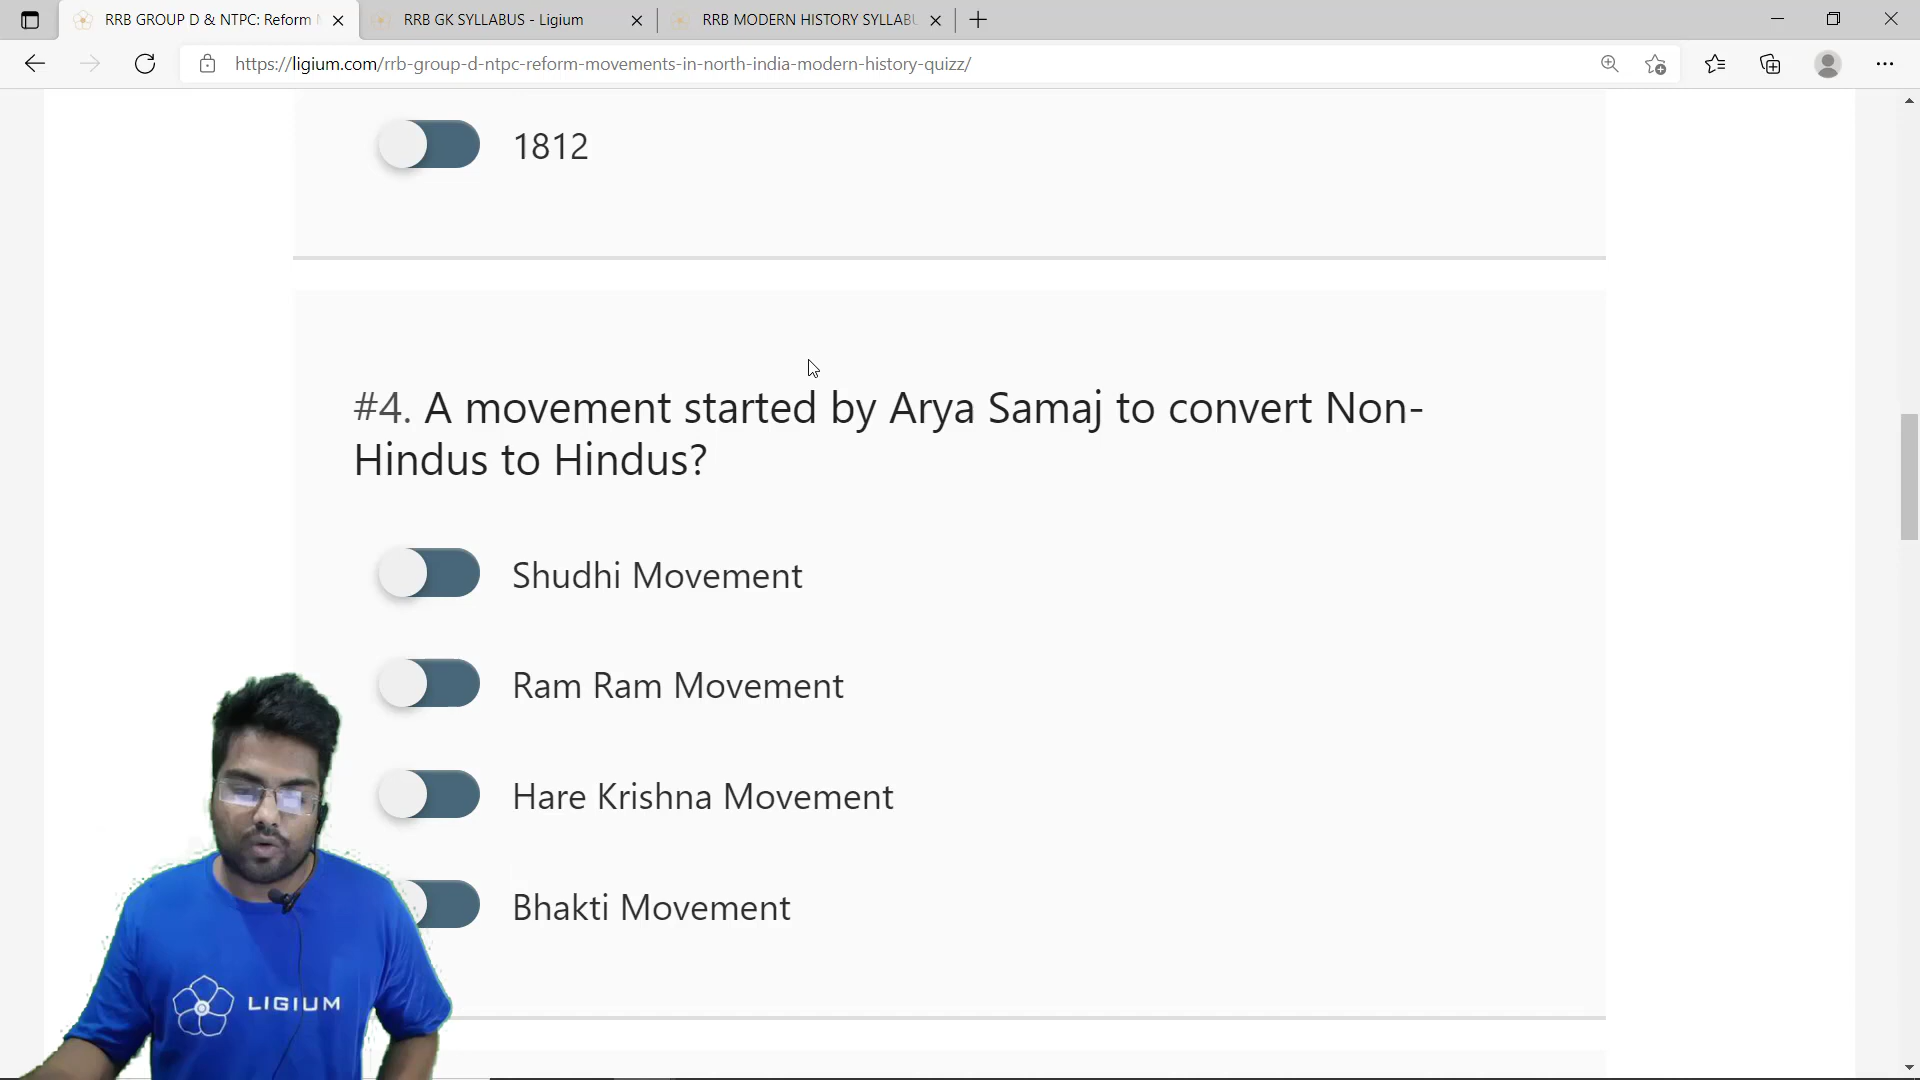 RRB GROUP D & NTPC: Reform
RRB GK SYLLABUS - Ligium
RRB MODERN HISTORY SYLLABU
https://ligium.com/rrb-group-d-ntpc-reform-movements-in-north-india-modern-history-quizz/
1812
#4. A movement started by Arya Samaj to convert Non-
Hindus to Hindus?
Shudhi Movement
Ram Ram Movement
Hare Krishna Movement
Bhakti Movement
LIGIUM